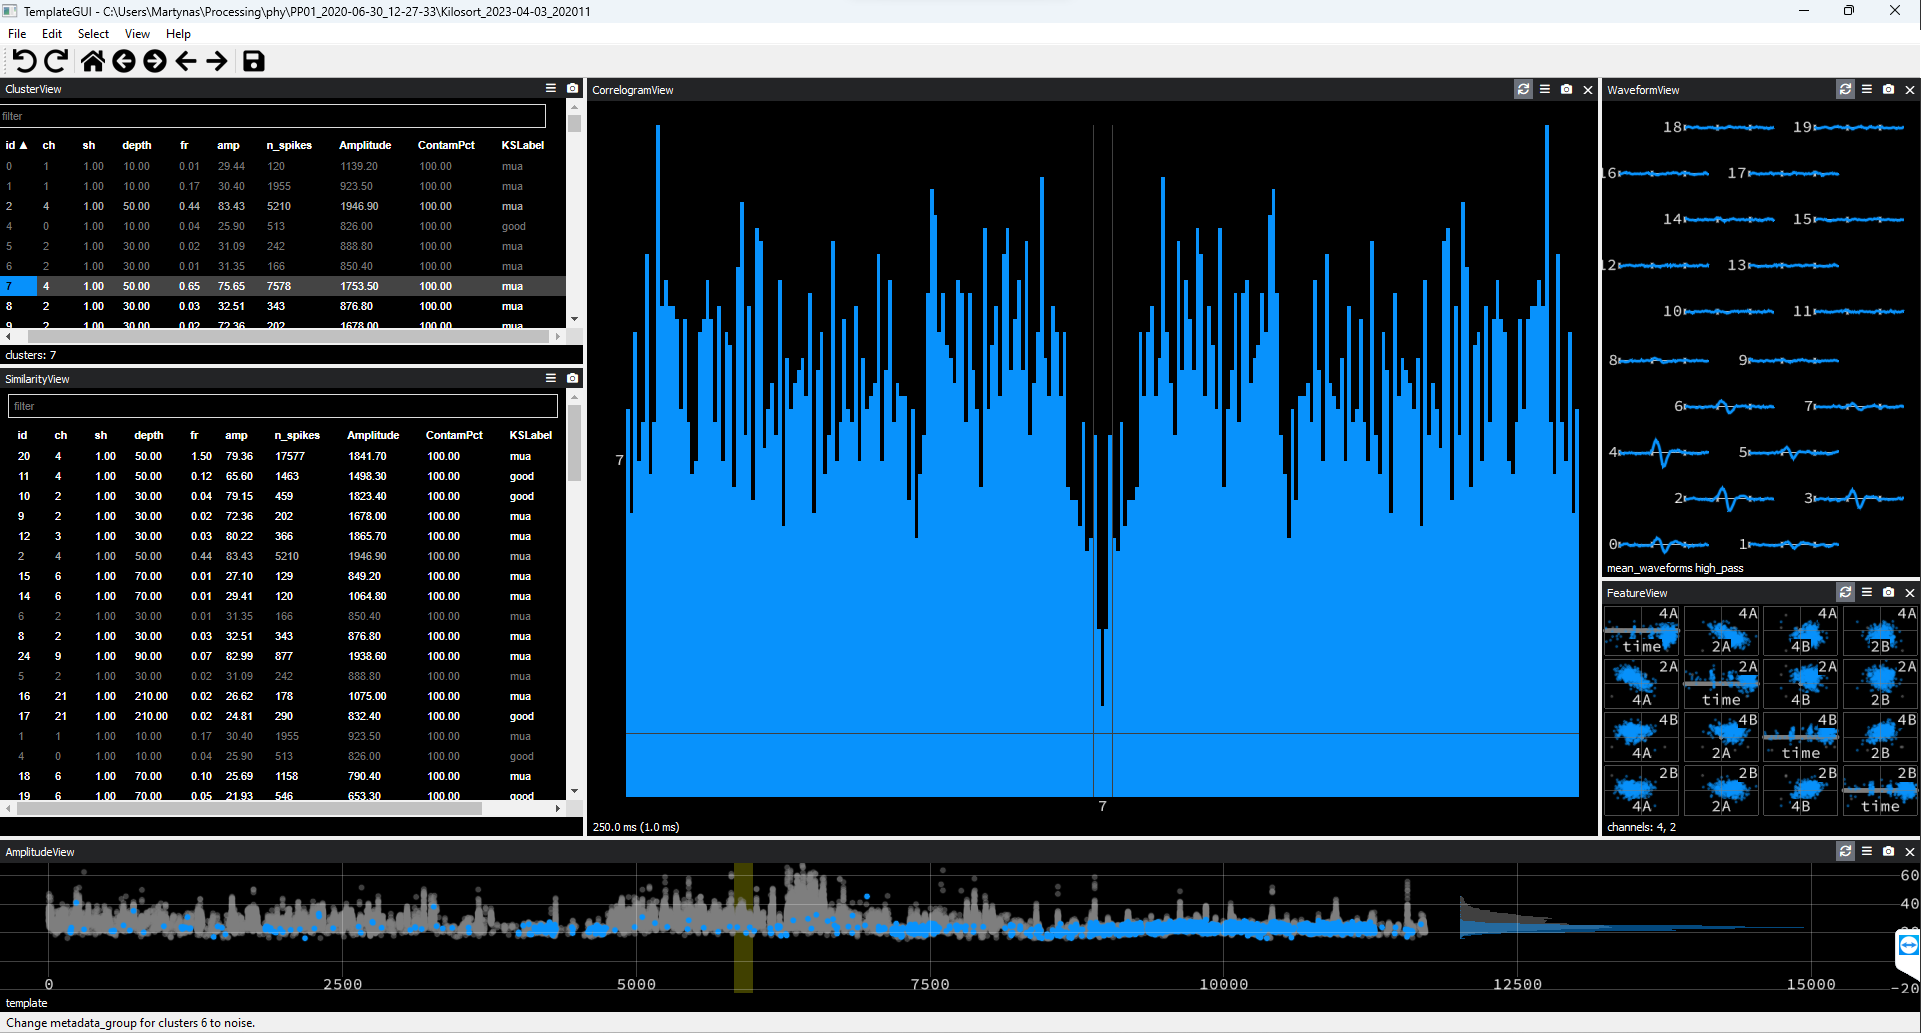 TemplateGUI - C:\Users\Martynas\Processing\phy\PP01_2020-06-30_12-27-33\Kilosort_2023-04-03_202011
File Edit Select View Help
ClusterView
filter
id ▲ ch sh depth fr amp n_spikes Amplitude ContamPct KSLabel
0 1 1.00 10.00 0.01 29.44 120 1139.20 100.00 mua
1 1 1.00 10.00 0.17 30.40 1955 923.50 100.00 mua
2 4 1.00 50.00 0.44 83.43 5210 1946.90 100.00 mua
4 0 1.00 10.00 0.04 25.90 513 826.00 100.00 good
5 2 1.00 30.00 0.02 31.09 242 888.80 100.00 mua
6 2 1.00 30.00 0.01 31.35 166 850.40 100.00 mua
7 4 1.00 50.00 0.65 75.65 7578 1753.50 100.00 mua
8 2 1.00 30.00 0.03 32.51 343 876.80 100.00 mua
9 2 1.00 30.00 0.02 72.36 202 1678.00 100.00 mua
clusters: 7
SimilarityView
filter
id ch sh depth fr amp n_spikes Amplitude ContamPct KSLabel
20 4 1.00 50.00 1.50 79.36 17577 1841.70 100.00 mua
11 4 1.00 50.00 0.12 65.60 1463 1498.30 100.00 good
10 2 1.00 30.00 0.04 79.15 459 1823.40 100.00 good
9 2 1.00 30.00 0.02 72.36 202 1678.00 100.00 mua
12 3 1.00 30.00 0.03 80.22 366 1865.70 100.00 mua
2 4 1.00 50.00 0.44 83.43 5210 1946.90 100.00 mua
15 6 1.00 70.00 0.01 27.10 129 849.20 100.00 mua
14 6 1.00 70.00 0.01 29.41 120 1064.80 100.00 mua
6 2 1.00 30.00 0.01 31.35 166 850.40 100.00 mua
8 2 1.00 30.00 0.03 32.51 343 876.80 100.00 mua
24 9 1.00 90.00 0.07 82.99 877 1938.60 100.00 mua
5 2 1.00 30.00 0.02 31.09 242 888.80 100.00 mua
16 21 1.00 210.00 0.02 26.62 178 1075.00 100.00 mua
17 21 1.00 210.00 0.02 24.81 290 832.40 100.00 good
1 1 1.00 10.00 0.17 30.40 1955 923.50 100.00 mua
4 0 1.00 10.00 0.04 25.90 513 826.00 100.00 good
18 6 1.00 70.00 0.10 25.69 1158 790.40 100.00 mua
19 6 1.00 70.00 0.05 21.93 546 653.30 100.00 good
CorrelogramView
7
7
250.0 ms (1.0 ms)
WaveformView
18 19
16 17
14 15
12 13
10 11
8 9
6 7
4 5
2 3
0 1
mean_waveforms high_pass
FeatureView
4A 4A 4A 4A
time 2A 4B 2B
2A 2A 2A 2A
4A time 4B 2B
4B 4B 4B 4B
4A 2A time 2B
2B 2B 2B 2B
4A 2A 4B time
channels: 4, 2
AmplitudeView
60
40
20
0 2500 5000 7500 10000 12500 15000
-20
template
Change metadata_group for clusters 6 to noise.